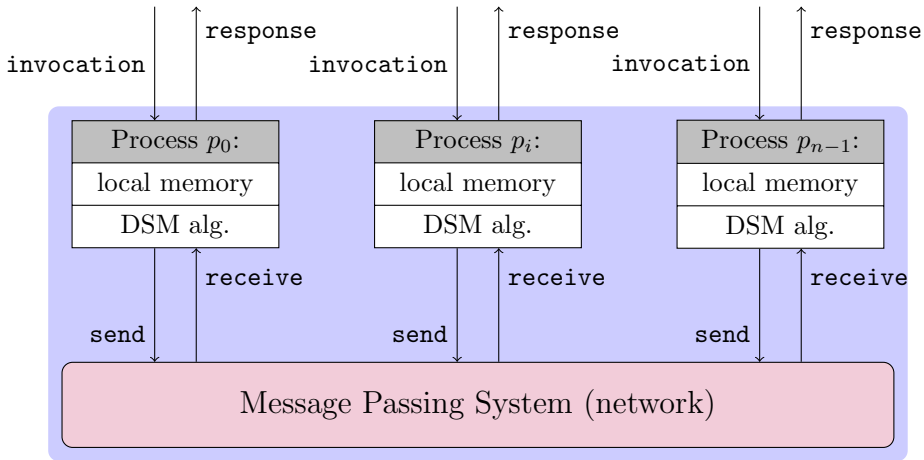 response
response
response
invocation
invocation
invocation
Process p₀:
Process pᵢ:
Process pₙ₋₁:
local memory
local memory
local memory
DSM alg.
DSM alg.
DSM alg.
receive
receive
receive
send
send
send
Message Passing System (network)